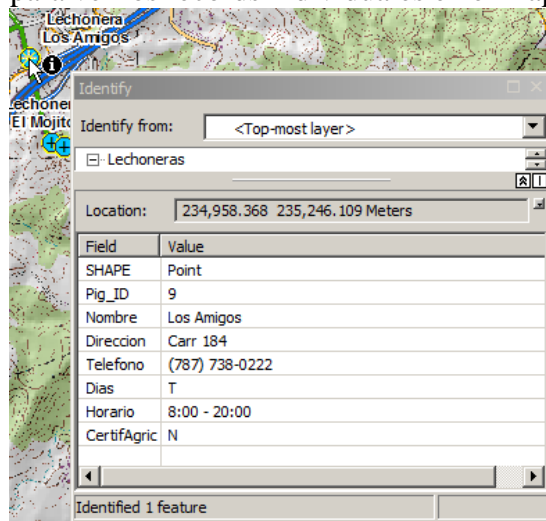 Lechonera
Los Amigos
Lechonera
El Mojito
Identify
Identify from: <Top-most layer>
Lechoneras
Location: 234,958.368 235,246.109 Meters
Field Value
SHAPE Point
Pig_ID 9
Nombre Los Amigos
Direccion Carr 184
Telefono (787) 738-0222
Dias T
Horario 8:00 - 20:00
CertifAgric N
Identified 1 feature